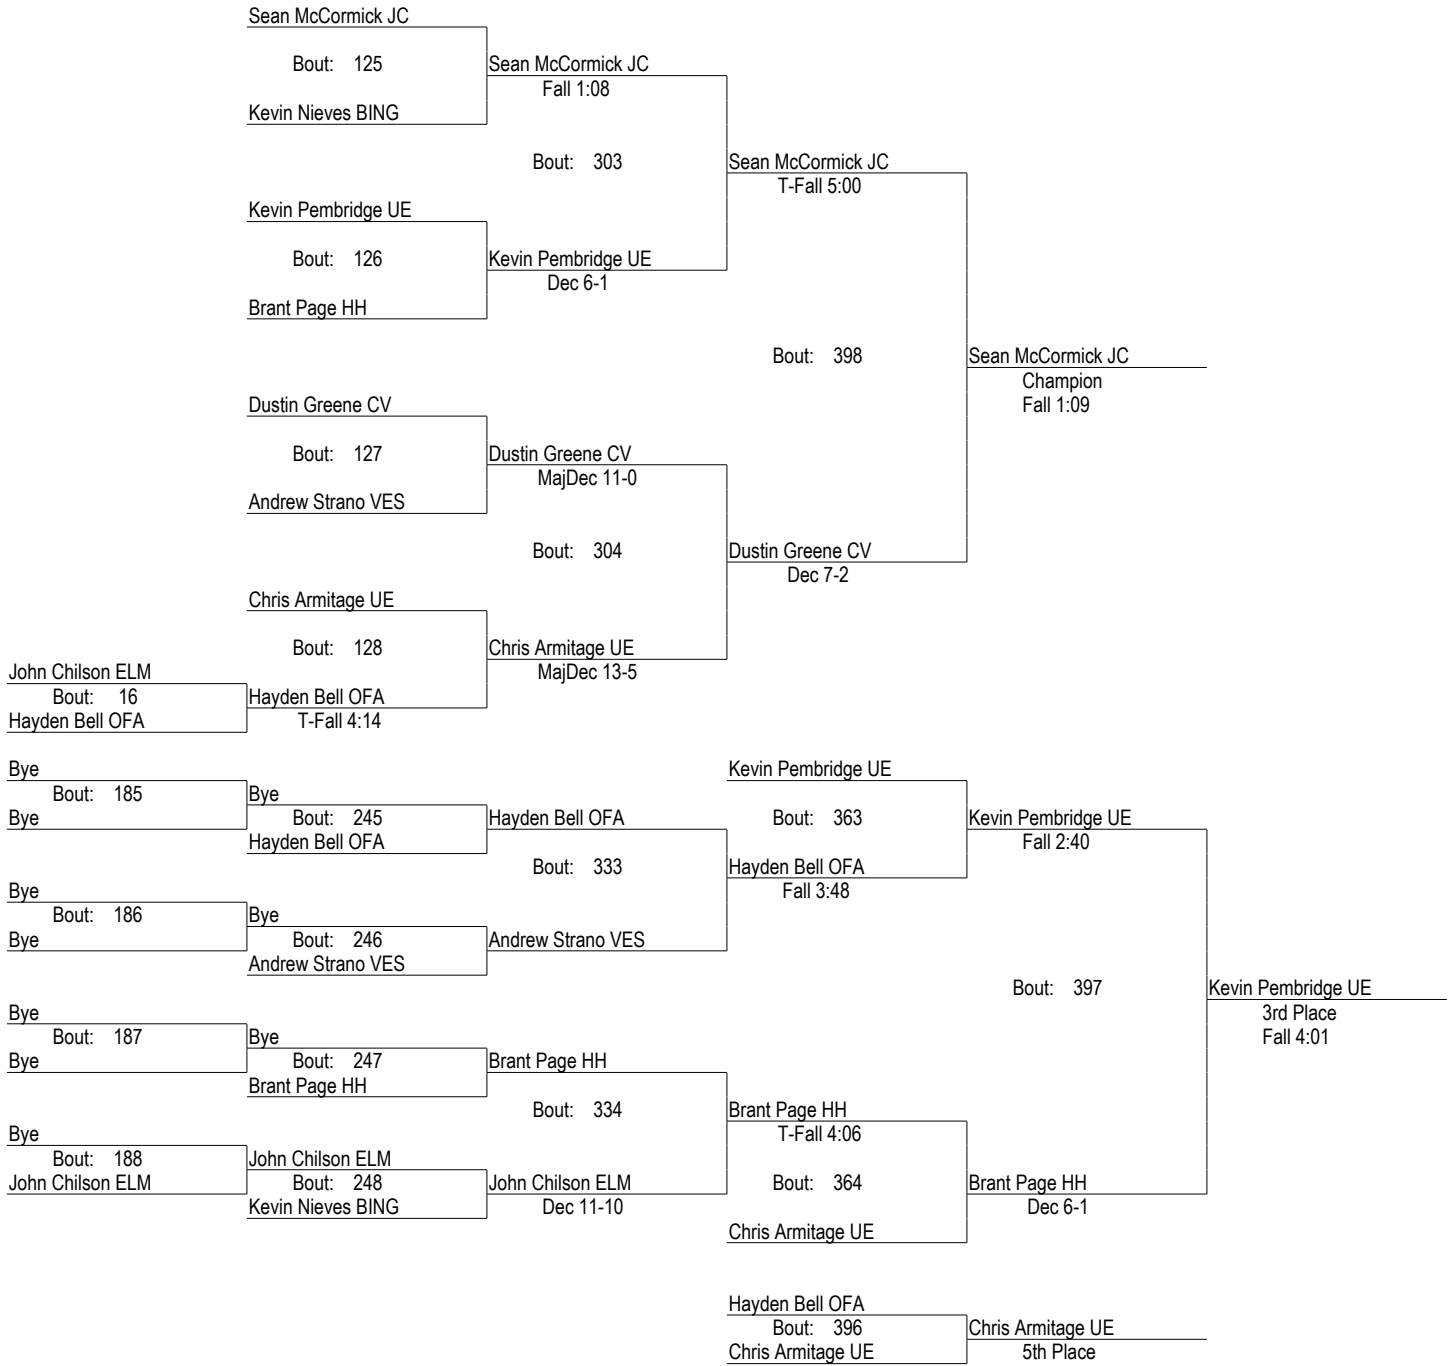 Sean McCormick JC
Bout: 125
Sean McCormick JC
Fall 1:08
Kevin Nieves BING
Bout: 303
Sean McCormick JC
T-Fall 5:00
Kevin Pembridge UE
Bout: 126
Kevin Pembridge UE
Dec 6-1
Brant Page HH
Bout: 398
Sean McCormick JC
Champion
Fall 1:09
Dustin Greene CV
Bout: 127
Dustin Greene CV
MajDec 11-0
Andrew Strano VES
Bout: 304
Dustin Greene CV
Dec 7-2
Chris Armitage UE
Bout: 128
Chris Armitage UE
MajDec 13-5
John Chilson ELM
Bout: 16
Hayden Bell OFA
Hayden Bell OFA
T-Fall 4:14
Bye
Bout: 185
Bye
Bye
Bout: 245
Hayden Bell OFA
Hayden Bell OFA
Kevin Pembridge UE
Bout: 363
Kevin Pembridge UE
Fall 2:40
Bout: 333
Hayden Bell OFA
Fall 3:48
Bye
Bout: 186
Bye
Bye
Bout: 246
Andrew Strano VES
Andrew Strano VES
Bout: 397
Kevin Pembridge UE
3rd Place
Fall 4:01
Bye
Bout: 187
Bye
Bye
Bout: 247
Brant Page HH
Brant Page HH
Bout: 334
Brant Page HH
T-Fall 4:06
Bye
Bout: 188
John Chilson ELM
John Chilson ELM
Bout: 248
Kevin Nieves BING
John Chilson ELM
Dec 11-10
Bout: 364
Brant Page HH
Dec 6-1
Chris Armitage UE
Hayden Bell OFA
Bout: 396
Chris Armitage UE
Chris Armitage UE
5th Place